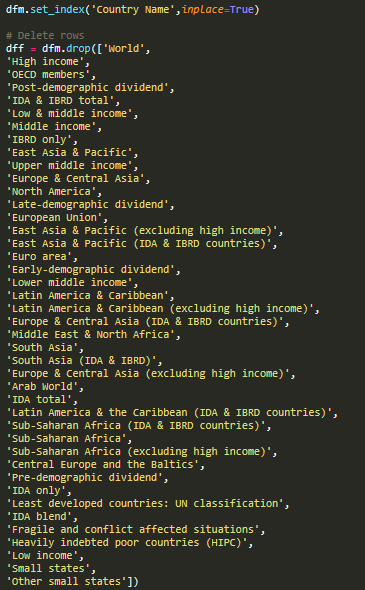 dfm.set_index('Country Name',inplace=True)
# Delete rows
dff = dfm.drop(['World',
'High income',
'OECD members',
'Post-demographic dividend',
'IDA & IBRD total',
'Low & middle income',
'Middle income',
'IBRD only',
'East Asia & Pacific',
'Upper middle income',
'Europe & Central Asia',
'North America',
'Late-demographic dividend',
'European Union',
'East Asia & Pacific (excluding high income)',
'East Asia & Pacific (IDA & IBRD countries)',
'Euro area',
'Early-demographic dividend',
'Lower middle income',
'Latin America & Caribbean',
'Latin America & Caribbean (excluding high income)',
'Europe & Central Asia (IDA & IBRD countries)',
'Middle East & North Africa',
'South Asia',
'South Asia (IDA & IBRD)',
'Europe & Central Asia (excluding high income)',
'Arab World',
'IDA total',
'Latin America & the Caribbean (IDA & IBRD countries)',
'Sub-Saharan Africa (IDA & IBRD countries)',
'Sub-Saharan Africa',
'Sub-Saharan Africa (excluding high income)',
'Central Europe and the Baltics',
'Pre-demographic dividend',
'IDA only',
'Least developed countries: UN classification',
'IDA blend',
'Fragile and conflict affected situations',
'Heavily indebted poor countries (HIPC)',
'Low income',
'Small states',
'Other small states'])